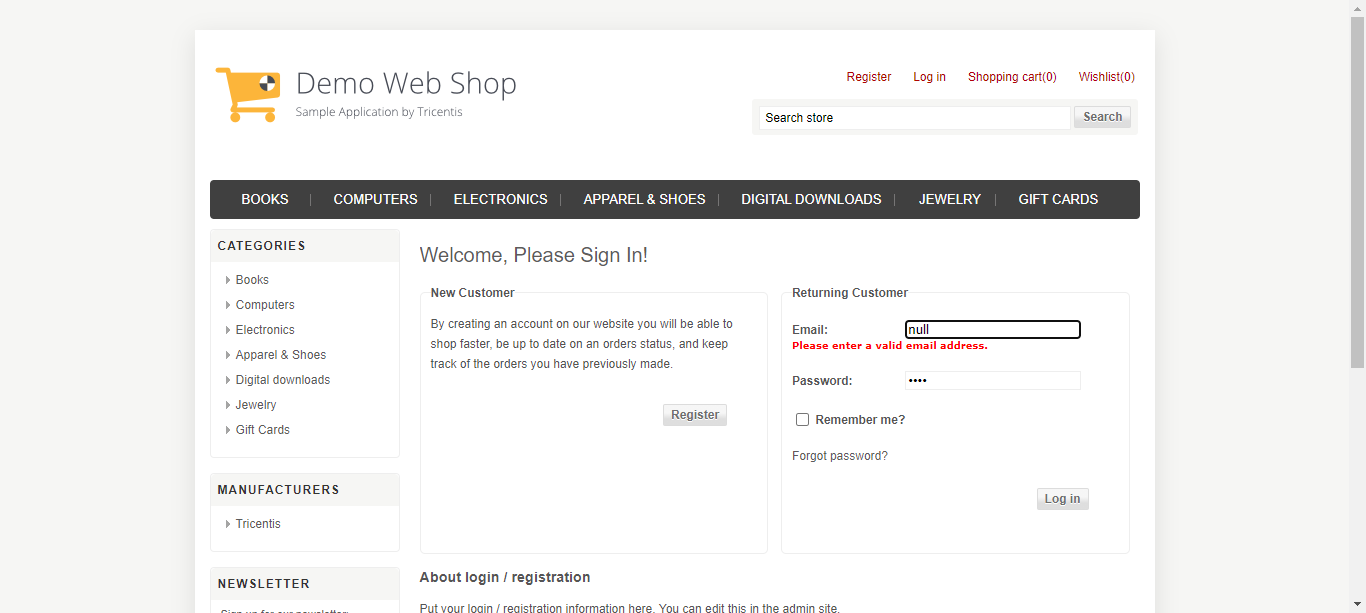 Demo Web Shop
Sample Application by Tricentis
Register Log in Shopping cart(0) Wishlist(0)
Search store Search
BOOKS COMPUTERS ELECTRONICS APPAREL & SHOES DIGITAL DOWNLOADS JEWELRY GIFT CARDS
CATEGORIES
Books
Computers
Electronics
Apparel & Shoes
Digital downloads
Jewelry
Gift Cards
MANUFACTURERS
Tricentis
NEWSLETTER
Sign up for our newsletter:
Welcome, Please Sign In!
New Customer
By creating an account on our website you will be able to
shop faster, be up to date on an orders status, and keep
track of the orders you have previously made.
Register
Returning Customer
Email: null
Please enter a valid email address.
Password: ••••
Remember me?
Forgot password?
Log in
About login / registration
Put your login / registration information here. You can edit this in the admin site.